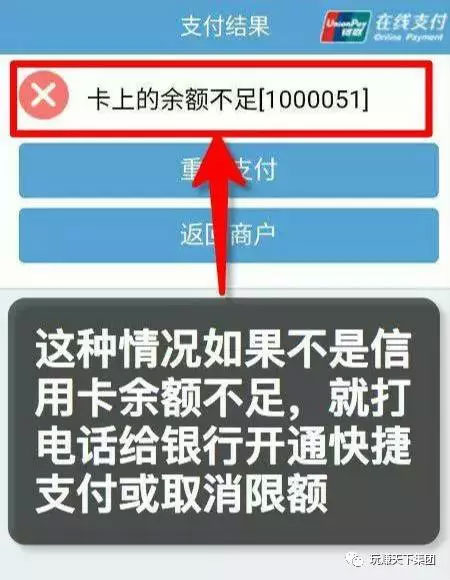 支付结果
UnionPay
银联
在线支付
Online Payment
卡上的余额不足[1000051]
重 支付
返回商户
这种情况如果不是信
用卡余额不足，就打
电话给银行开通快捷
支付或取消限额
玩赚天下集团